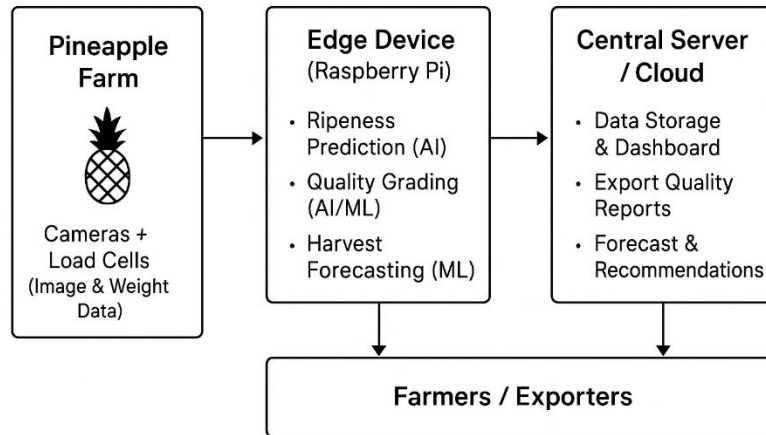 Pineapple
Farm
Cameras +
Load Cells
(Image & Weight
Data)
Edge Device
(Raspberry Pi)
• Ripeness
Prediction (AI)
• Quality Grading
(AI/ML)
• Harvest
Forecasting (ML)
Central Server
/ Cloud
• Data Storage
& Dashboard
• Export Quality
Reports
• Forecast &
Recommendations
Farmers / Exporters